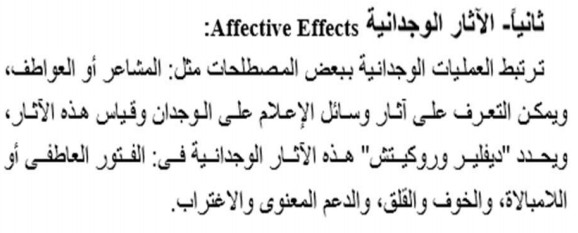 ثانياً- الآثار الوجدانية Affective Effects:
ترتبط العمليات الوجدانية ببعض المصطلحات مثل: المشاعر أو العواطف،
ويمكن التعرف على آثار وسائل الإعلام على الوجدان وقياس هذه الآثار،
ويحدد "ديفلير وروكيتش" هذه الآثار الوجدانية فى: الفتور العاطفى أو
اللامبالاة، والخوف والقلق، والدعم المعنوى والاغتراب.